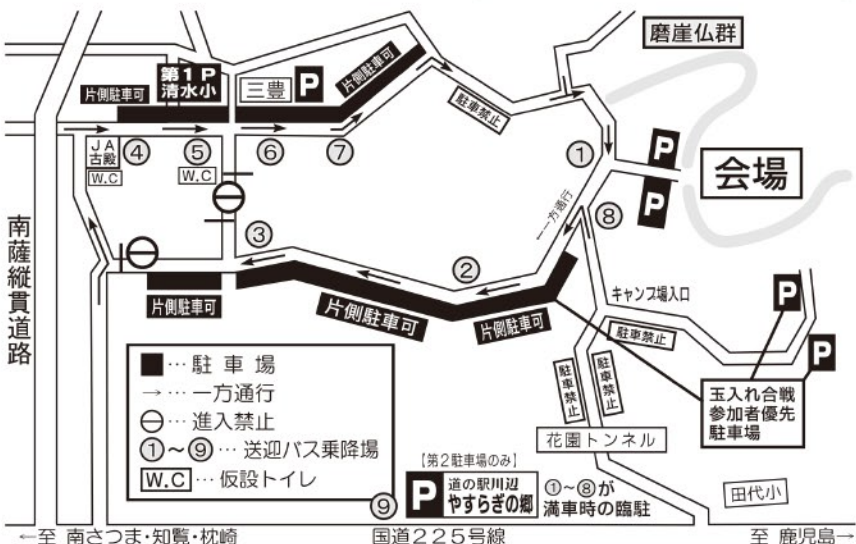 磨崖仏群
片側駐車可
第1P
清水小
三豊
P
片側駐車可
駐車禁止
JA
古殿
W.C
④
⑤
W.C
⑥
⑦
①
P
P
会場
一方通行
⑧
南薩縦貫道路
③
②
片側駐車可
片側駐車可
片側駐車可
キャンプ場入口
駐車禁止
P
P
駐車禁止
駐車禁止
玉入れ合戦
参加者優先
駐車場
■…駐車場
→…一方通行
⊖…進入禁止
①~⑨…送迎バス乗降場
W.C…仮設トイレ
花園トンネル
⑨
【第2駐車場のみ】
P
道の駅川辺
やすらぎの郷
①~⑧が
満車時の臨駐
田代小
←至 南さつま・知覧・枕崎
国道225号線
至 鹿児島→